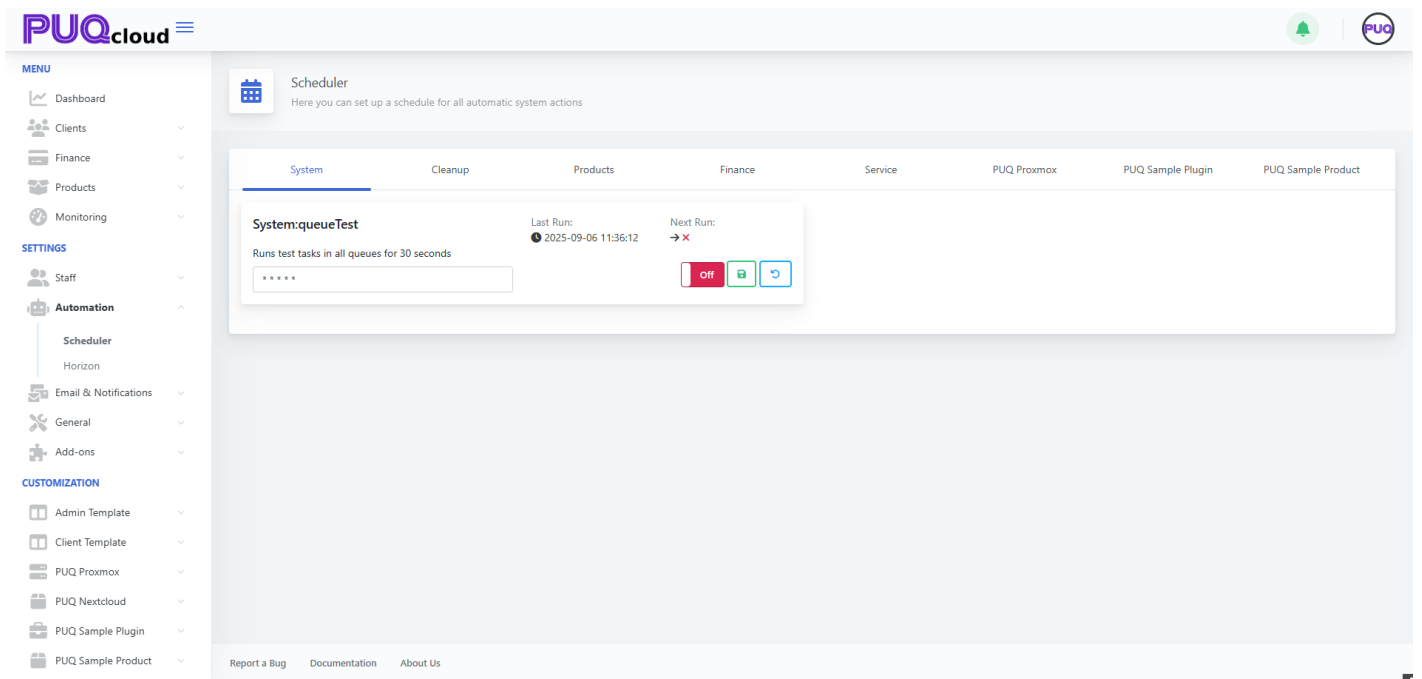 PUQcloud
PUQ
MENU
Dashboard
Clients
Finance
Products
Monitoring
SETTINGS
Staff
Automation
Scheduler
Horizon
Email & Notifications
General
Add-ons
CUSTOMIZATION
Admin Template
Client Template
PUQ Proxmox
PUQ Nextcloud
PUQ Sample Plugin
PUQ Sample Product
Scheduler
Here you can set up a schedule for all automatic system actions
System Cleanup Products Finance Service PUQ Proxmox PUQ Sample Plugin PUQ Sample Product
System:queueTest
Runs test tasks in all queues for 30 seconds
* * * * *
Last Run:
2025-09-06 11:36:12
Next Run:
Off
Report a Bug Documentation About Us